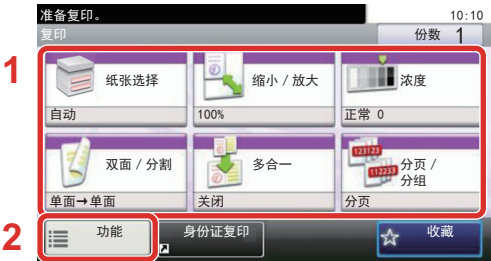 准备复印。 10:10
复印 份数 1
1
纸张选择 缩小 / 放大 浓度
自动 100% 正常 0
双面 / 分割 多合一 分页 /
分组
123123
112233
单面→单面 关闭 分页
2
功能 身份证复印 收藏